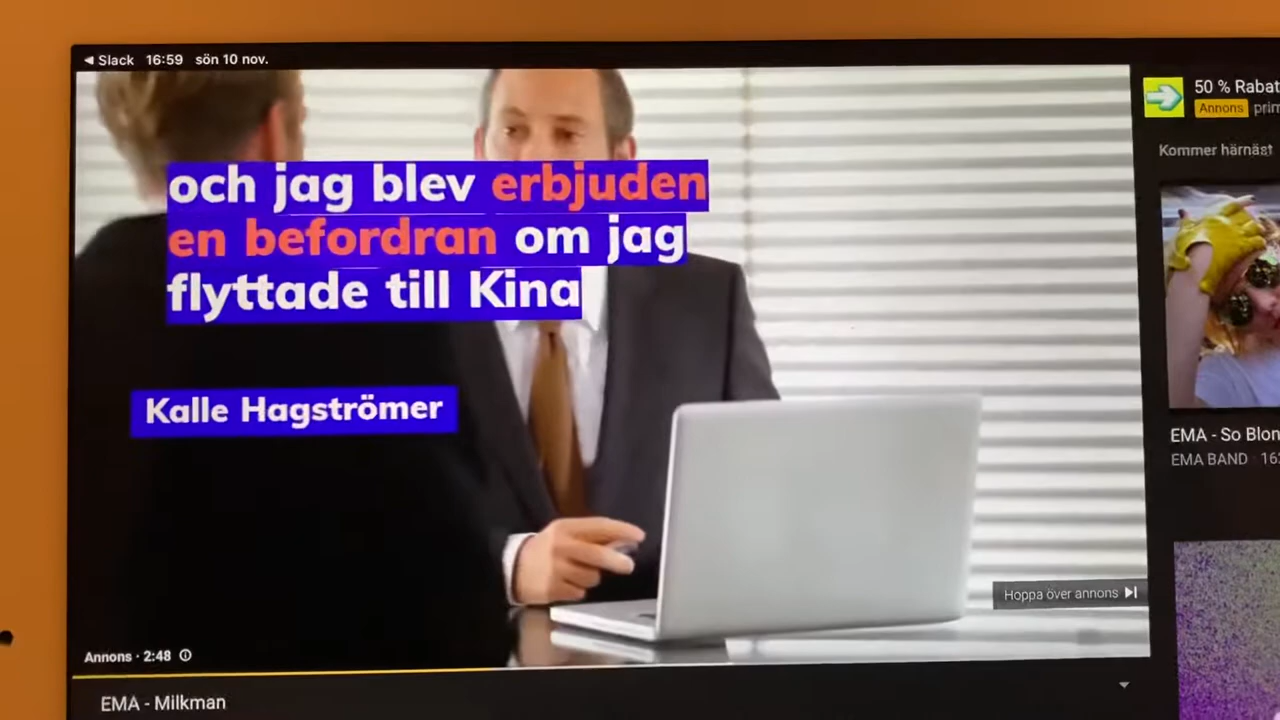 ◄ Slack 16:59 sön 10 nov.
och jag blev erbjuden
en befordran om jag
flyttade till Kina
Kalle Hagströmer
Hoppa över annons
Annons · 2:48
EMA - Milkman
50 % Rabat
Annons
Kommer härnäst
EMA - So Blon
EMA BAND · 16